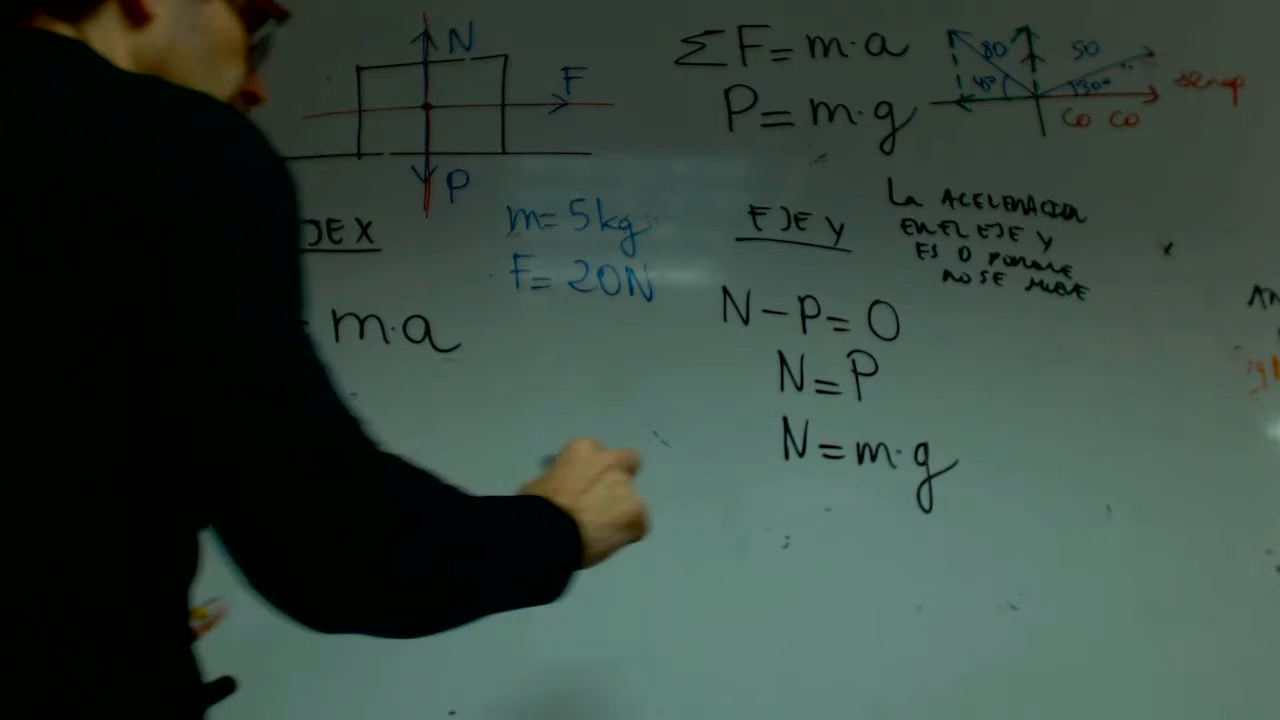 N
F
P
ΣF=m·a
P=m·g
80
50
40°
30°
CO CO
EJE X
m=5kg
F=20N
m·a
EJE Y
La ACELERACION
EN EL EJE Y
ES 0 PORQUE
NO SE MUEVE
N-P=0
N=P
N=m·g